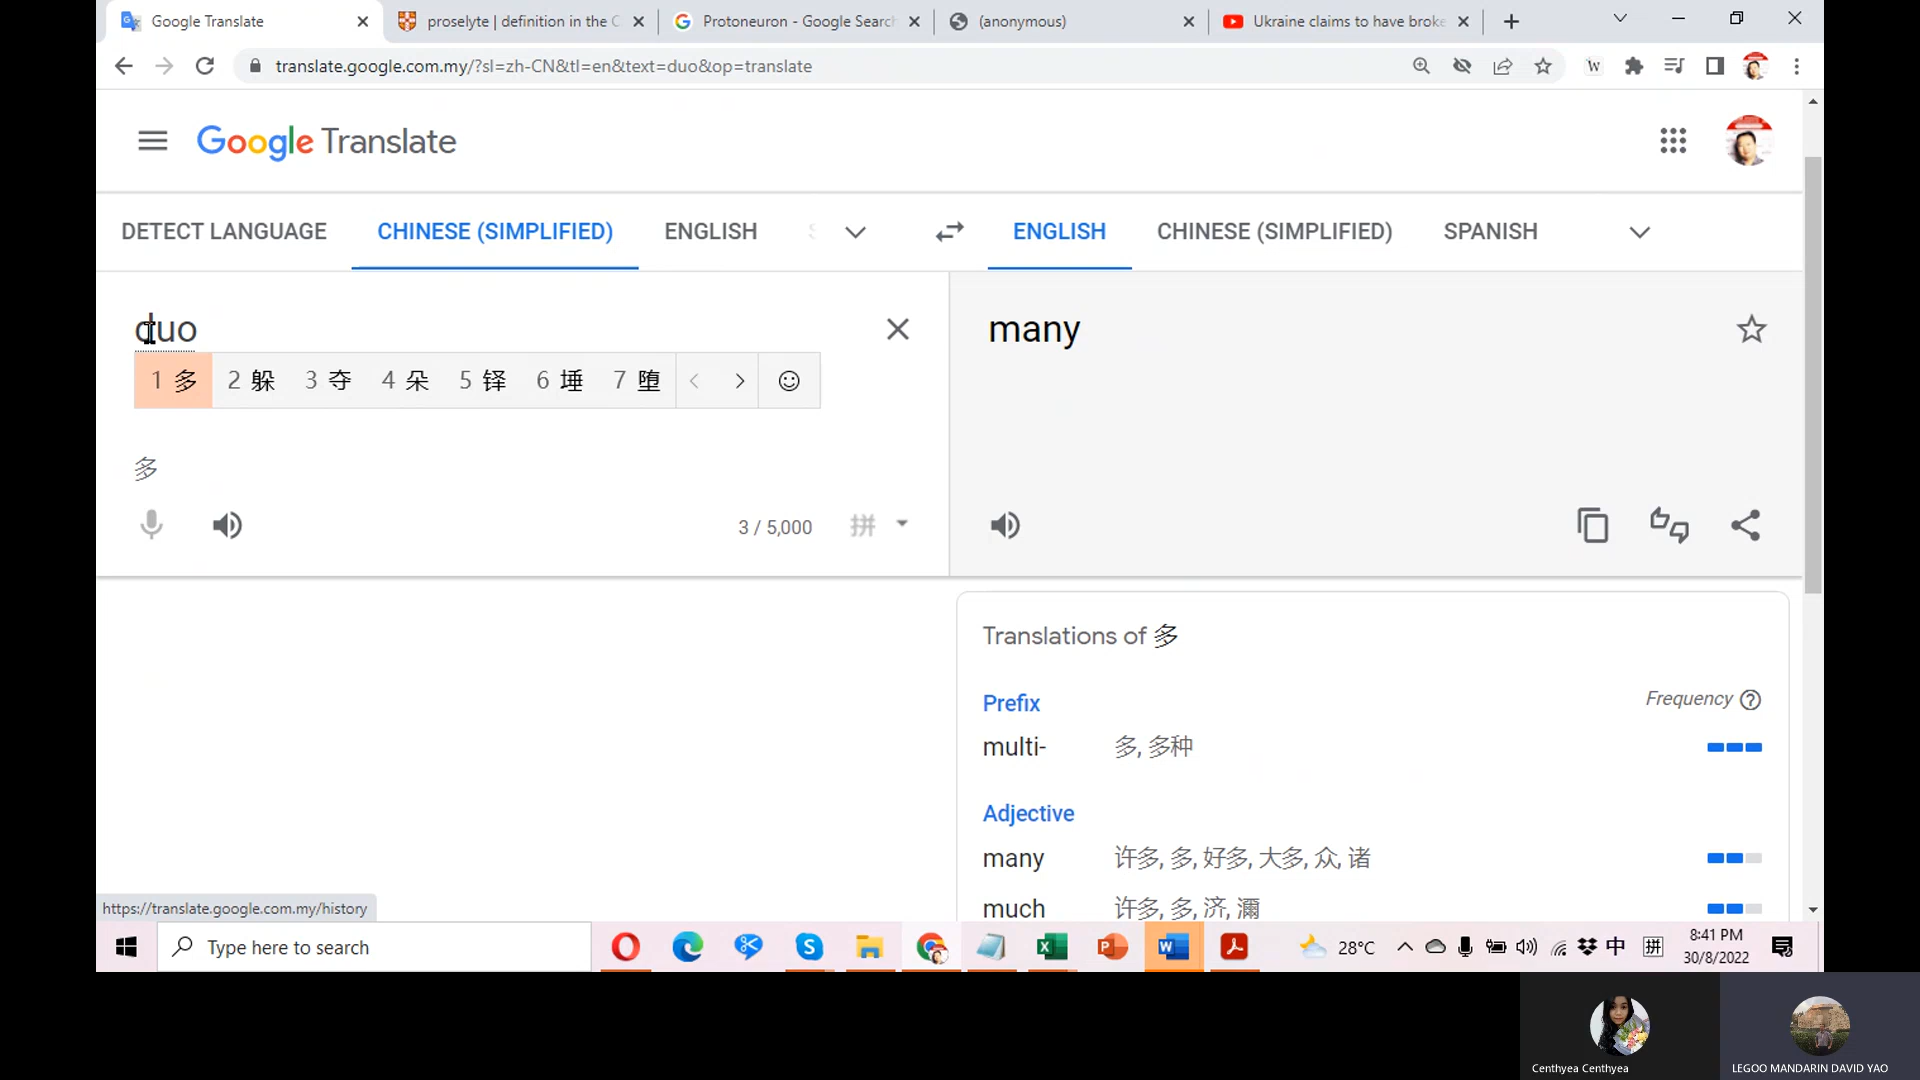 Google Translate
proselyte | definition in the C
Protoneuron - Google Search
(anonymous)
Ukraine claims to have broke
translate.google.com.my/?sl=zh-CN&tl=en&text=duo&op=translate
W
Google Translate
DETECT LANGUAGE CHINESE (SIMPLIFIED) ENGLISH
ENGLISH CHINESE (SIMPLIFIED) SPANISH
duo
many
1 多 2 躲 3 夺 4 朵 5 铎 6 埵 7 堕
多
3 / 5,000 拼
Translations of 多
Prefix
Frequency
multi- 多, 多种
Adjective
many 许多, 多, 好多, 大多, 众, 诸
much 许多, 多, 济, 瀰
https://translate.google.com.my/history
Type here to search
28°C
中
拼
8:41 PM
30/8/2022
Centhyea Centhyea
LEGOO MANDARIN DAVID YAO